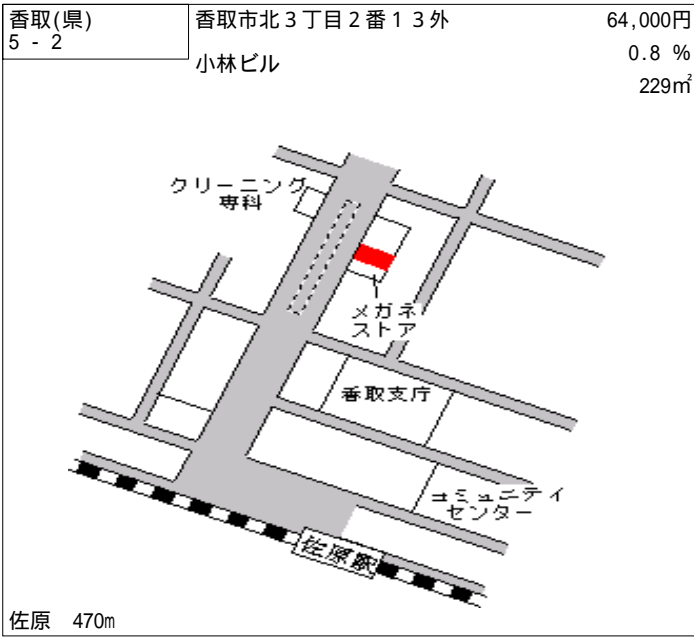 香取(県)
5 - 2
香取市北3丁目2番13外
小林ビル
64,000円
0.8 %
229㎡
クリーニング
専科
メガネ
ストア
香取支庁
コミュニティ
センター
佐原駅
佐原 470m